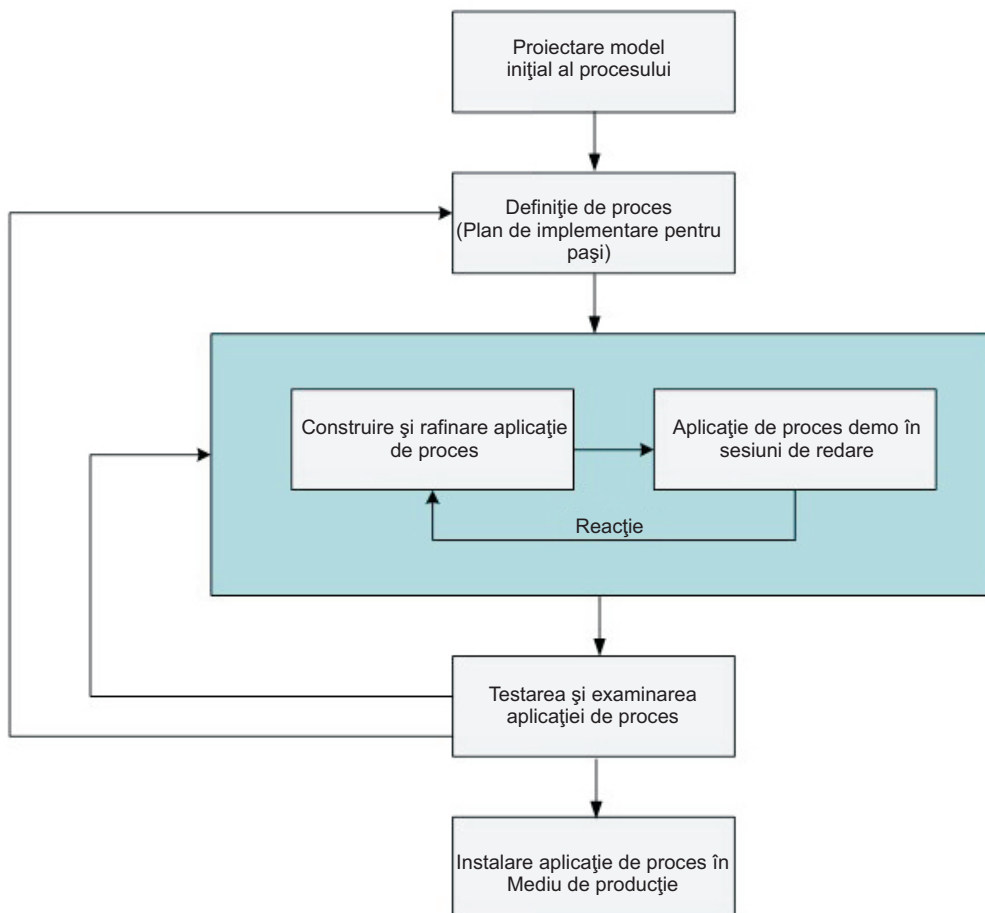 Proiectare model
iniţial al procesului
Definiţie de proces
(Plan de implementare pentru
paşi)
Construire şi rafinare aplicaţie
de proces
Aplicaţie de proces demo în
sesiuni de redare
Reacţie
Testarea şi examinarea
aplicaţiei de proces
Instalare aplicaţie de proces în
Mediu de producţie